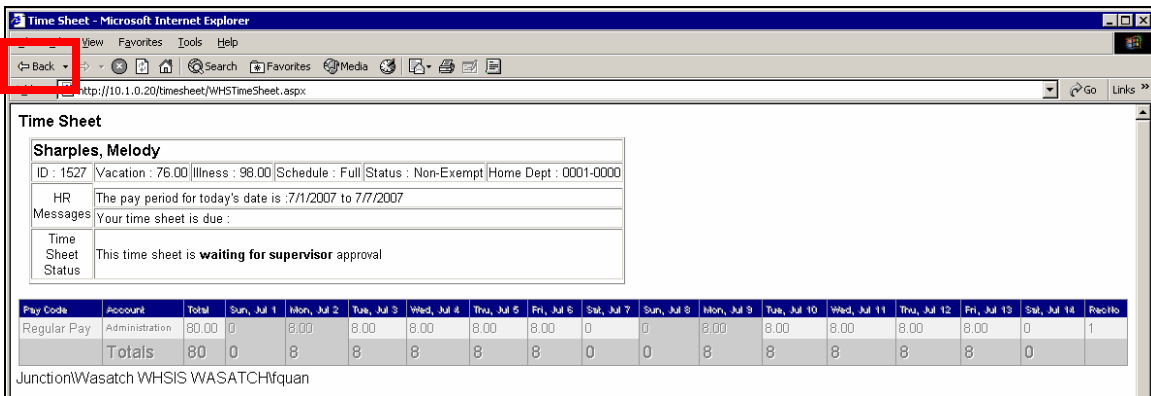 Time Sheet - Microsoft Internet Explorer
View Favorites Tools Help
Back Search Favorites Media
http://10.1.0.20/timesheet/WHSTimeSheet.aspx Go Links »
Time Sheet
Sharples, Melody
ID : 1527 Vacation : 76.00 Illness : 98.00 Schedule : Full Status : Non-Exempt Home Dept : 0001-0000
HR Messages
The pay period for today's date is :7/1/2007 to 7/7/2007
Your time sheet is due :
Time
Sheet
Status
This time sheet is waiting for supervisor approval
Pay Code Account Total Sun, Jul 1 Mon, Jul 2 Tue, Jul 3 Wed, Jul 4 Thu, Jul 5 Fri, Jul 6 Sat, Jul 7 Sun, Jul 8 Mon, Jul 9 Tue, Jul 10 Wed, Jul 11 Thu, Jul 12 Fri, Jul 13 Sat, Jul 14 RecNo
Regular Pay Administration 80.00 0 8.00 8.00 8.00 8.00 8.00 0 0 8.00 8.00 8.00 8.00 8.00 0 1
Totals 80 0 8 8 8 8 8 0 0 8 8 8 8 8 0
Junction\Wasatch WHSIS WASATCH\fquan